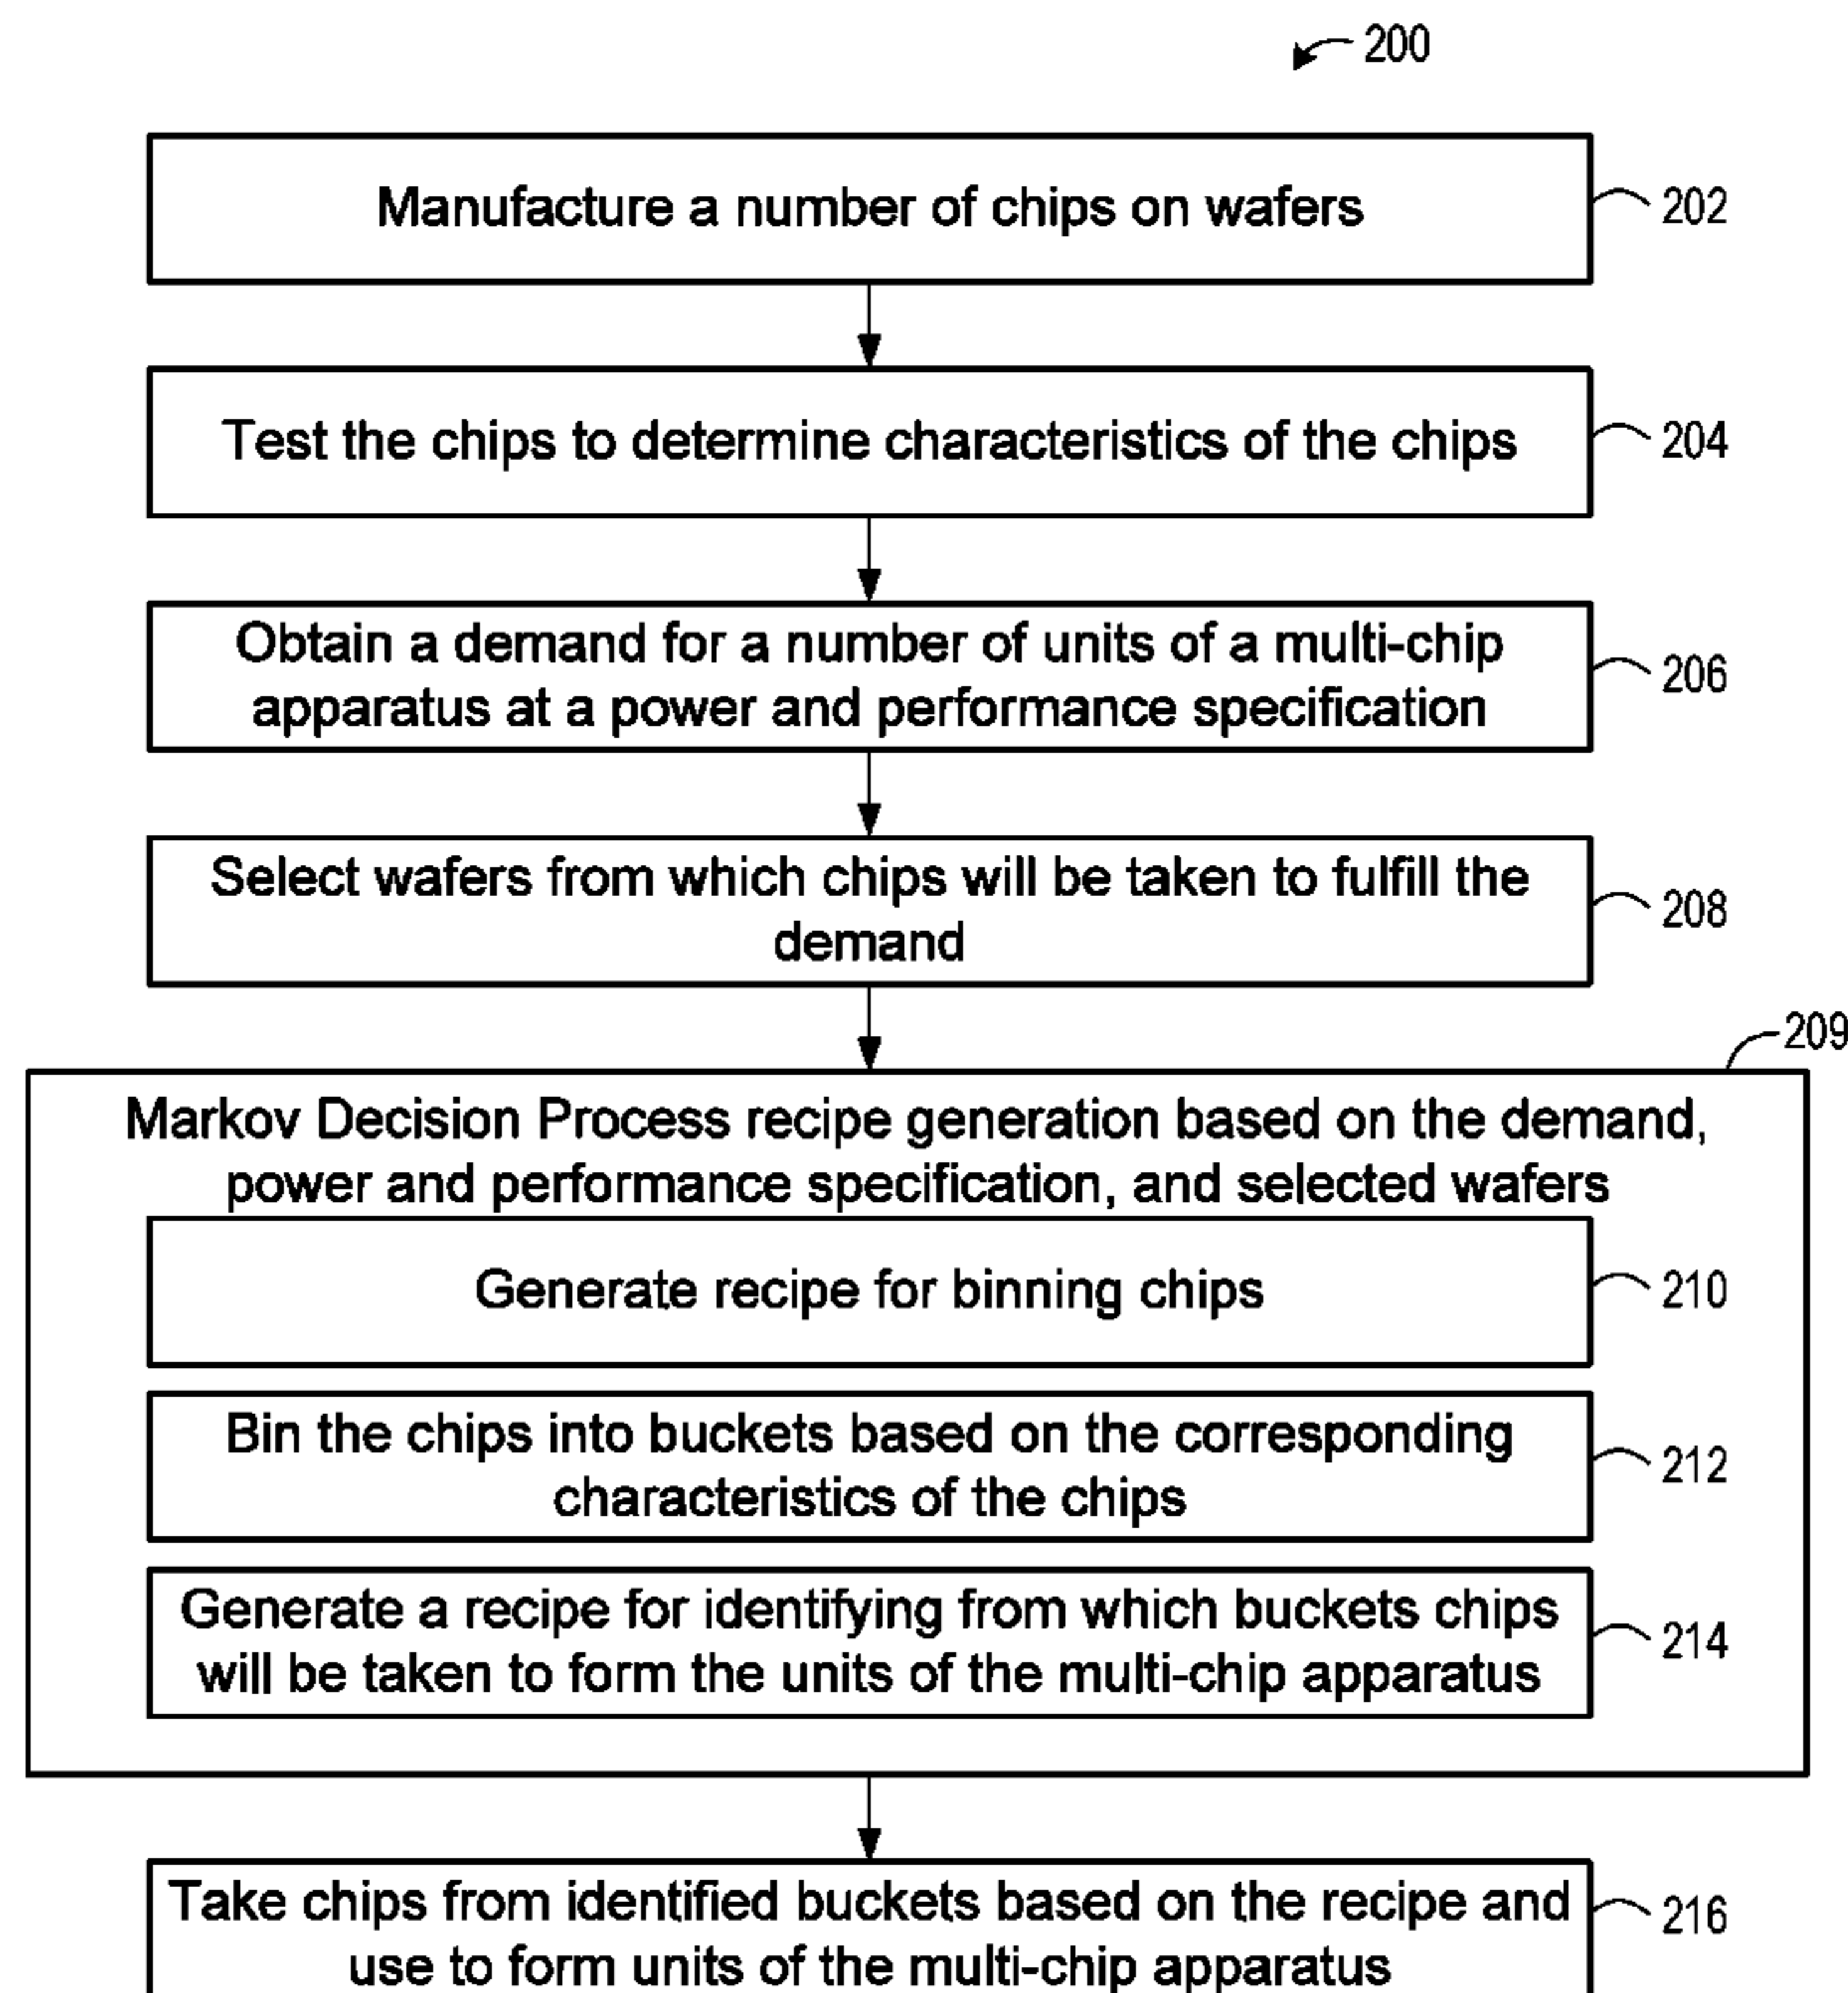 200
Manufacture a number of chips on wafers
202
Test the chips to determine characteristics of the chips
204
Obtain a demand for a number of units of a multi-chip
apparatus at a power and performance specification
206
Select wafers from which chips will be taken to fulfill the
demand
208
209
Markov Decision Process recipe generation based on the demand,
power and performance specification, and selected wafers
Generate recipe for binning chips
210
Bin the chips into buckets based on the corresponding
characteristics of the chips
212
Generate a recipe for identifying from which buckets chips
will be taken to form the units of the multi-chip apparatus
214
Take chips from identified buckets based on the recipe and
use to form units of the multi-chip apparatus
216